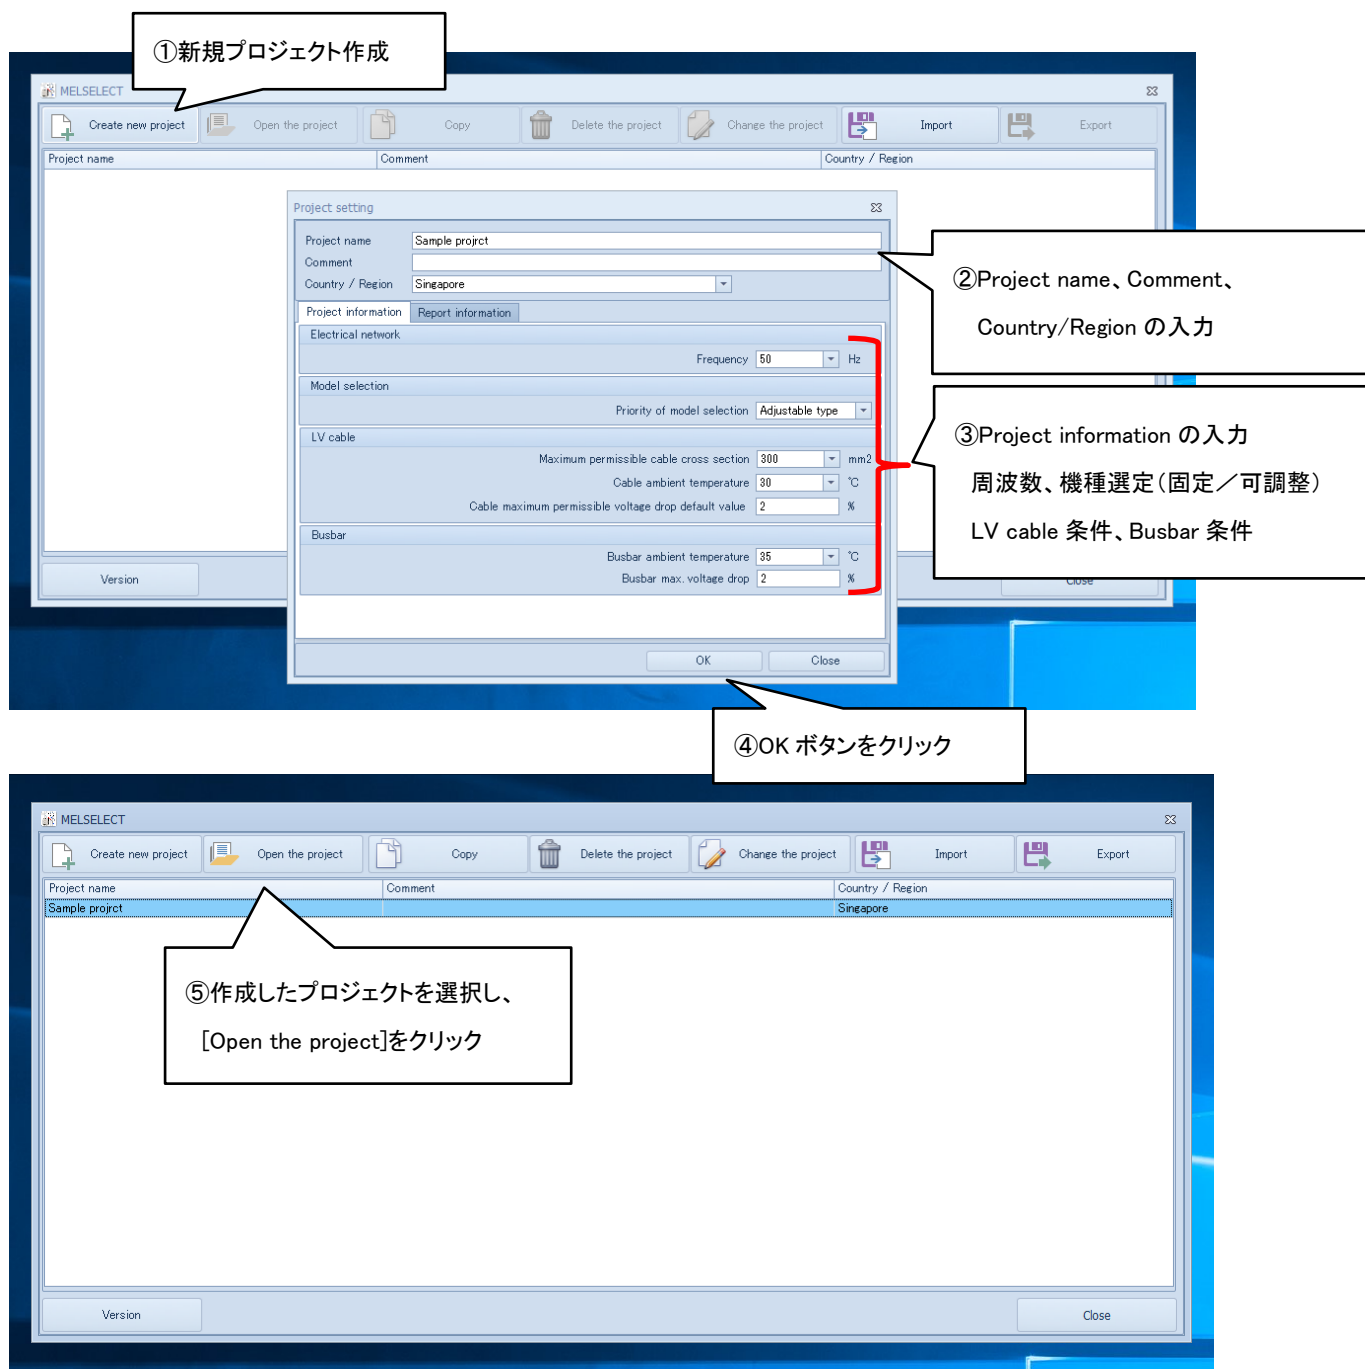 ①新規プロジェクト作成
MELSELECT
Create new project Open the project Copy Delete the project Change the project Import Export
Project name Comment Country / Region
Project setting
Project name Sample projrct
Comment
Country / Region Singapore
②Project name、Comment、
Country/Region の入力
Project information Report information
Electrical network
Frequency 50 Hz
Model selection
Priority of model selection Adjustable type
LV cable
Maximum permissible cable cross section 300 mm2
Cable ambient temperature 30 ℃
Cable maximum permissible voltage drop default value 2 %
Busbar
Busbar ambient temperature 35 ℃
Busbar max. voltage drop 2 %
③Project information の入力
周波数、機種選定（固定／可調整）
LV cable 条件、Busbar 条件
Version Close
OK Close
④OK ボタンをクリック
MELSELECT
Create new project Open the project Copy Delete the project Change the project Import Export
Project name Comment Country / Region
Sample projrct Singapore
⑤作成したプロジェクトを選択し、
[Open the project]をクリック
Version Close